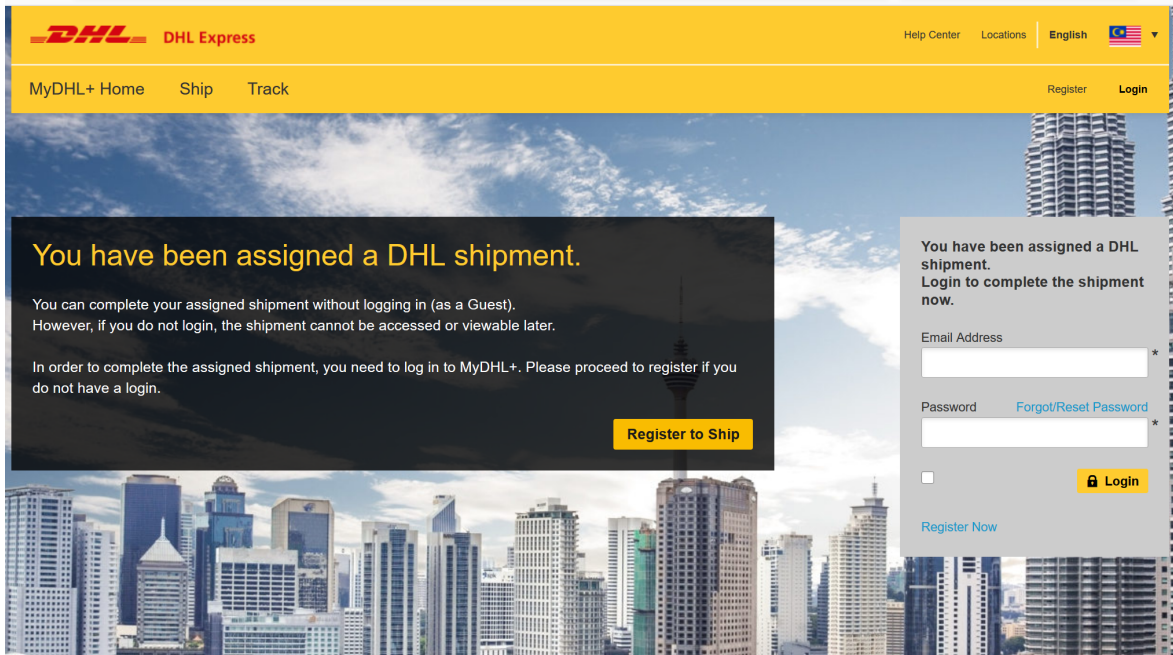 DHL DHL Express
Help Center Locations English
MyDHL+ Home Ship Track
Register Login
You have been assigned a DHL shipment.
You can complete your assigned shipment without logging in (as a Guest).
However, if you do not login, the shipment cannot be accessed or viewable later.
In order to complete the assigned shipment, you need to log in to MyDHL+. Please proceed to register if you
do not have a login.
Register to Ship
You have been assigned a DHL
shipment.
Login to complete the shipment
now.
Email Address
*
Password Forgot/Reset Password
*
Login
Register Now